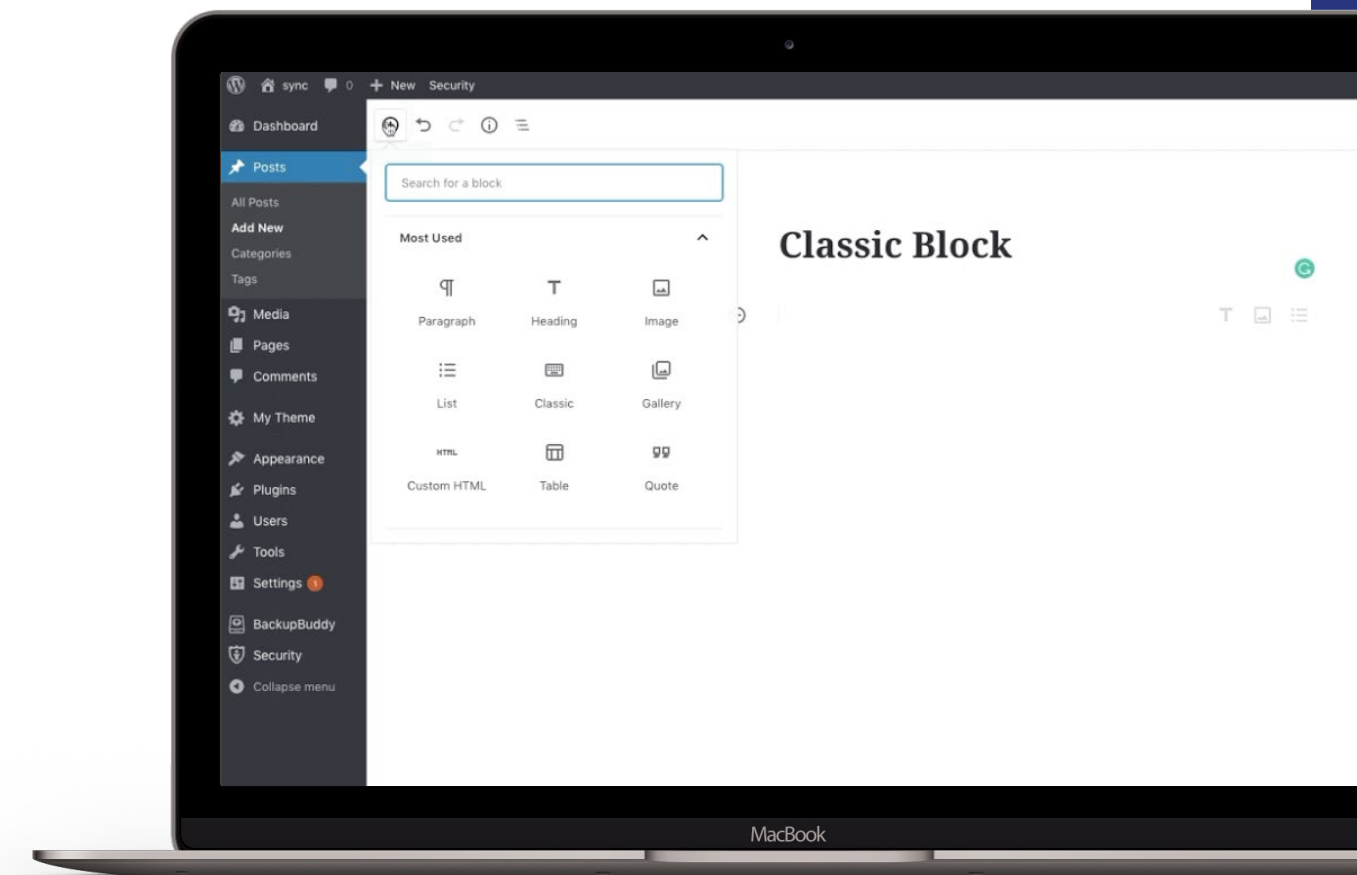 sync 0 + New Security
Dashboard
Posts
All Posts
Add New
Categories
Tags
Media
Pages
Comments
My Theme
Appearance
Plugins
Users
Tools
Settings 1
BackupBuddy
Security
Collapse menu
Search for a block
Most Used
Paragraph Heading Image
List Classic Gallery
HTML
Custom HTML Table Quote
Classic Block
MacBook